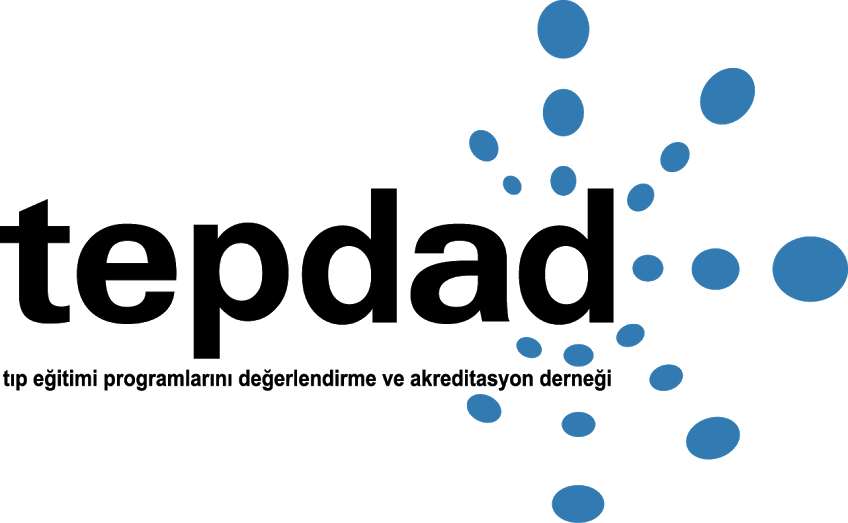 tepdad
tıp eğitimi programlarını değerlendirme ve akreditasyon derneği